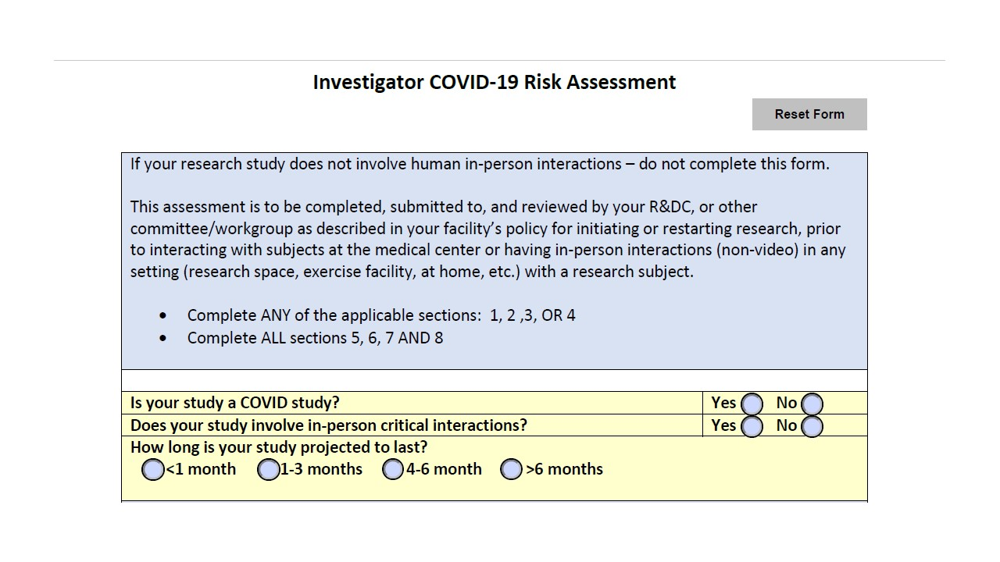 Investigator COVID-19 Risk Assessment
Reset Form
If your research study does not involve human in-person interactions – do not complete this form.
This assessment is to be completed, submitted to, and reviewed by your R&DC, or other
committee/workgroup as described in your facility's policy for initiating or restarting research, prior
to interacting with subjects at the medical center or having in-person interactions (non-video) in any
setting (research space, exercise facility, at home, etc.) with a research subject.
• Complete ANY of the applicable sections:  1, 2 ,3, OR 4
• Complete ALL sections 5, 6, 7 AND 8
Is your study a COVID study? Yes No
Does your study involve in-person critical interactions? Yes No
How long is your study projected to last?
<1 month 1-3 months 4-6 month >6 months